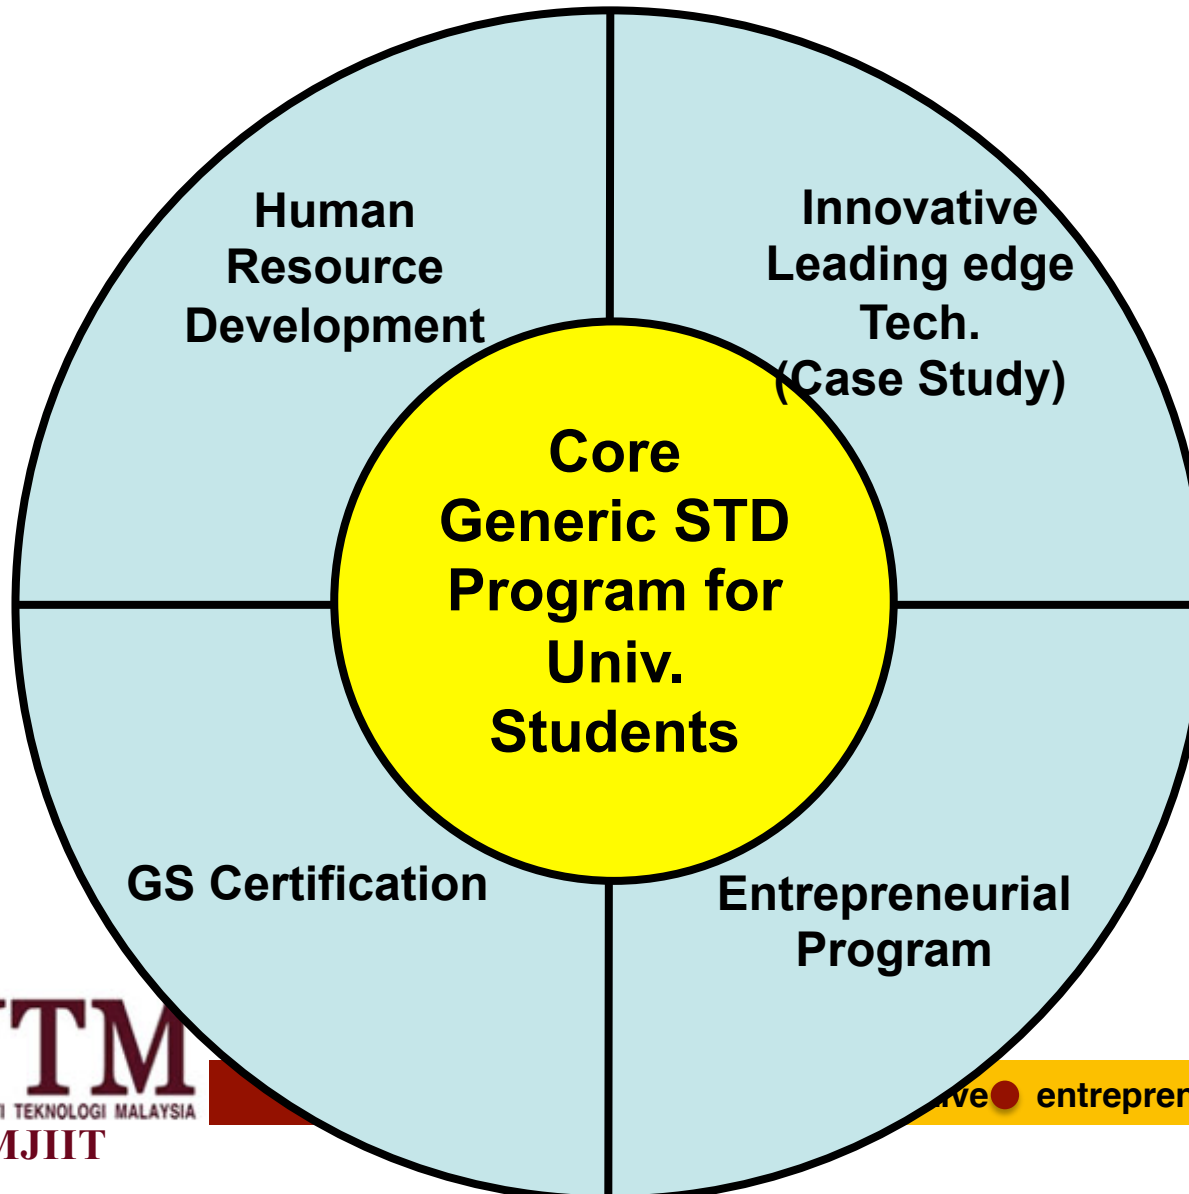 Human
Resource
Development
Innovative
Leading edge
Tech.
(Case Study)
Core
Generic STD
Program for
Univ.
Students
GS Certification
Entrepreneurial
Program
TM
TEKNOLOGI MALAYSIA
MJIIT